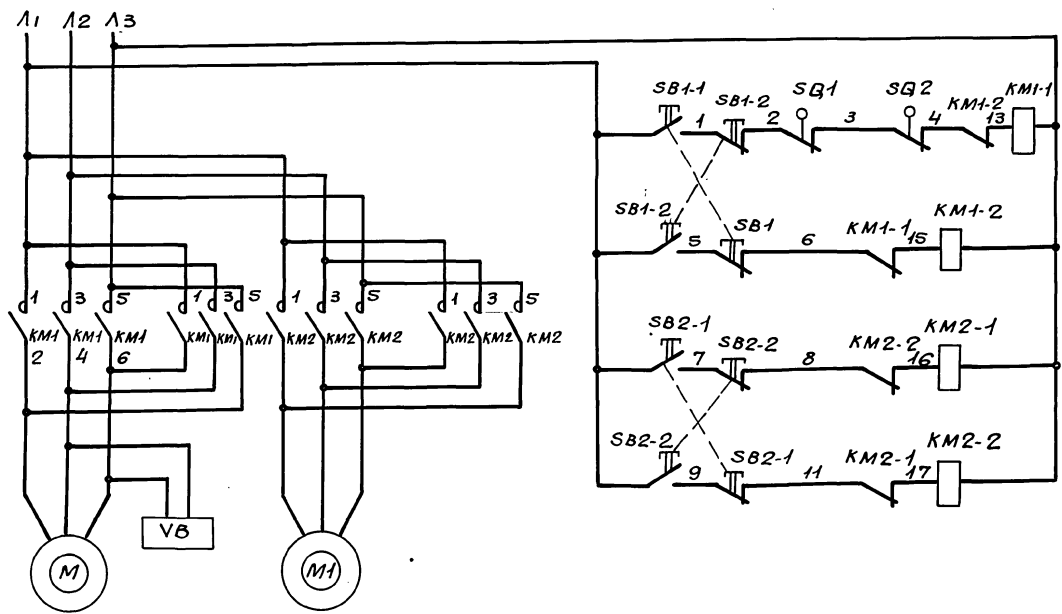 Л1 Л2 Л3
SB1-1 SB1-2 SQ1 SQ2 KM1-2 KM1-1
1 2 3 4 13
SB1-2 SB1 KM1-1 KM1-2
5 6 15
1 3 5 1 3 5 1 3 5 1 3 5
KM1 KM1 KM1 KM1 KM1 KM1 KM2 KM2 KM2 KM2 KM2 KM2
2 4 6
SB2-1 SB2-2 KM2-2 KM2-1
7 8 16
SB2-2 SB2-1 KM2-1 KM2-2
9 11 17
VB
M M1